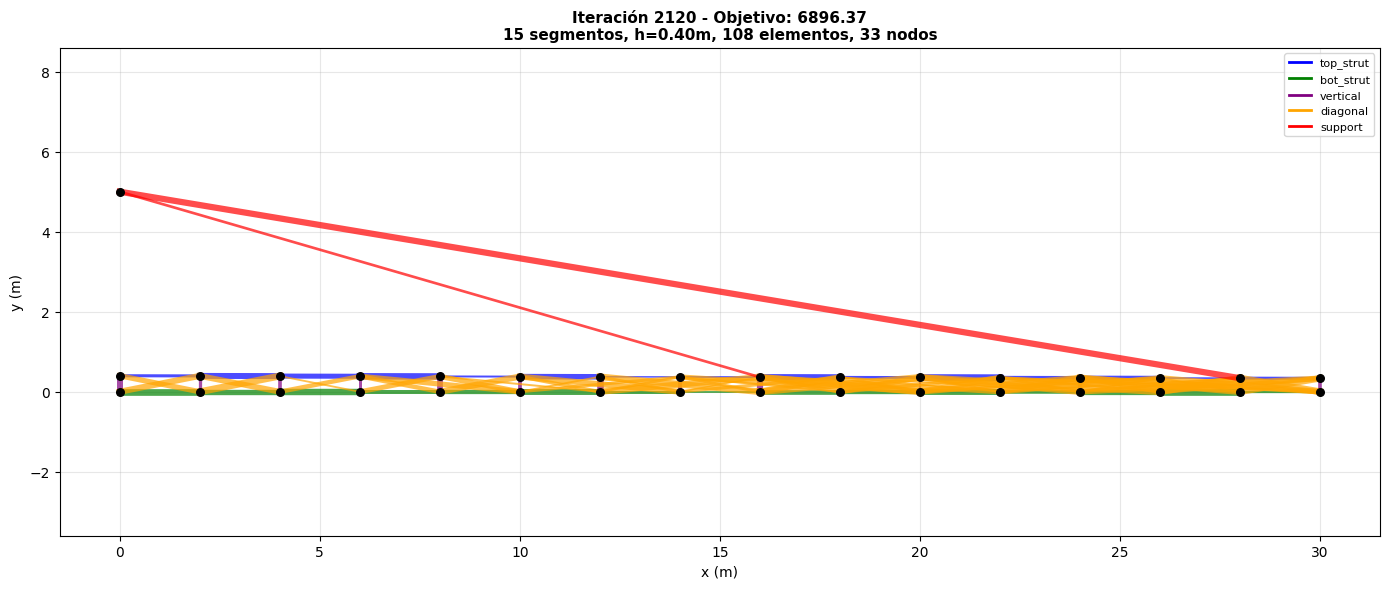 Iteración 2120 - Objetivo: 6896.37
15 segmentos, h=0.40m, 108 elementos, 33 nodos
top_strut
bot_strut
vertical
diagonal
support
y (m)
8
6
4
2
0
−2
0
5
10
15
20
25
30
x (m)